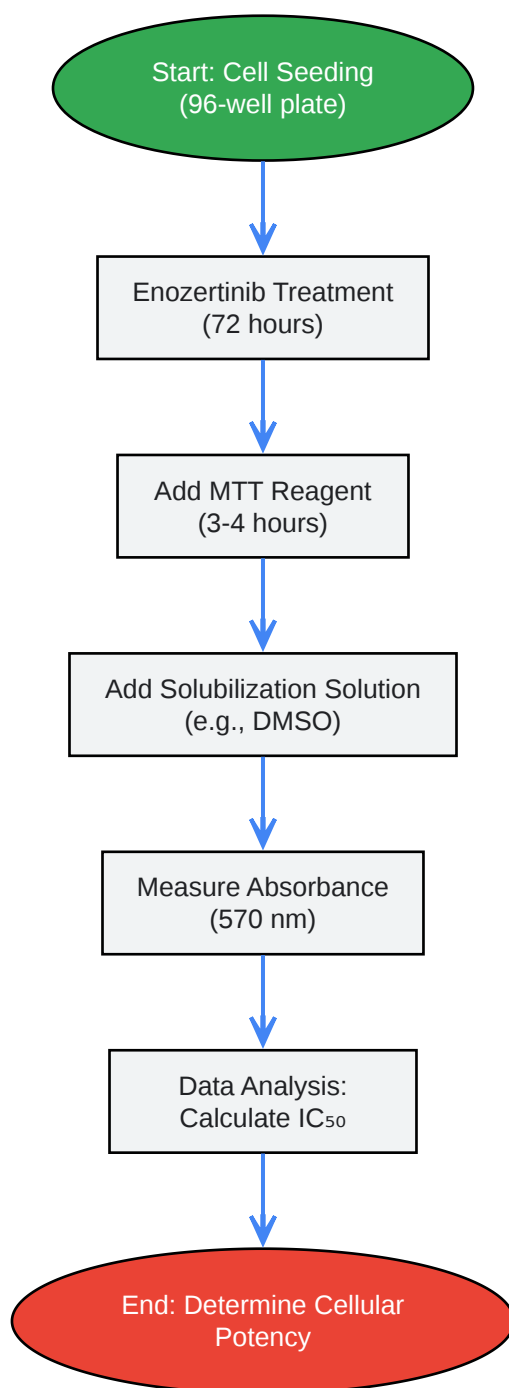 Start: Cell Seeding
(96-well plate)
Enozertinib Treatment
(72 hours)
Add MTT Reagent
(3-4 hours)
Add Solubilization Solution
(e.g., DMSO)
Measure Absorbance
(570 nm)
Data Analysis:
Calculate IC₅₀
End: Determine Cellular
Potency